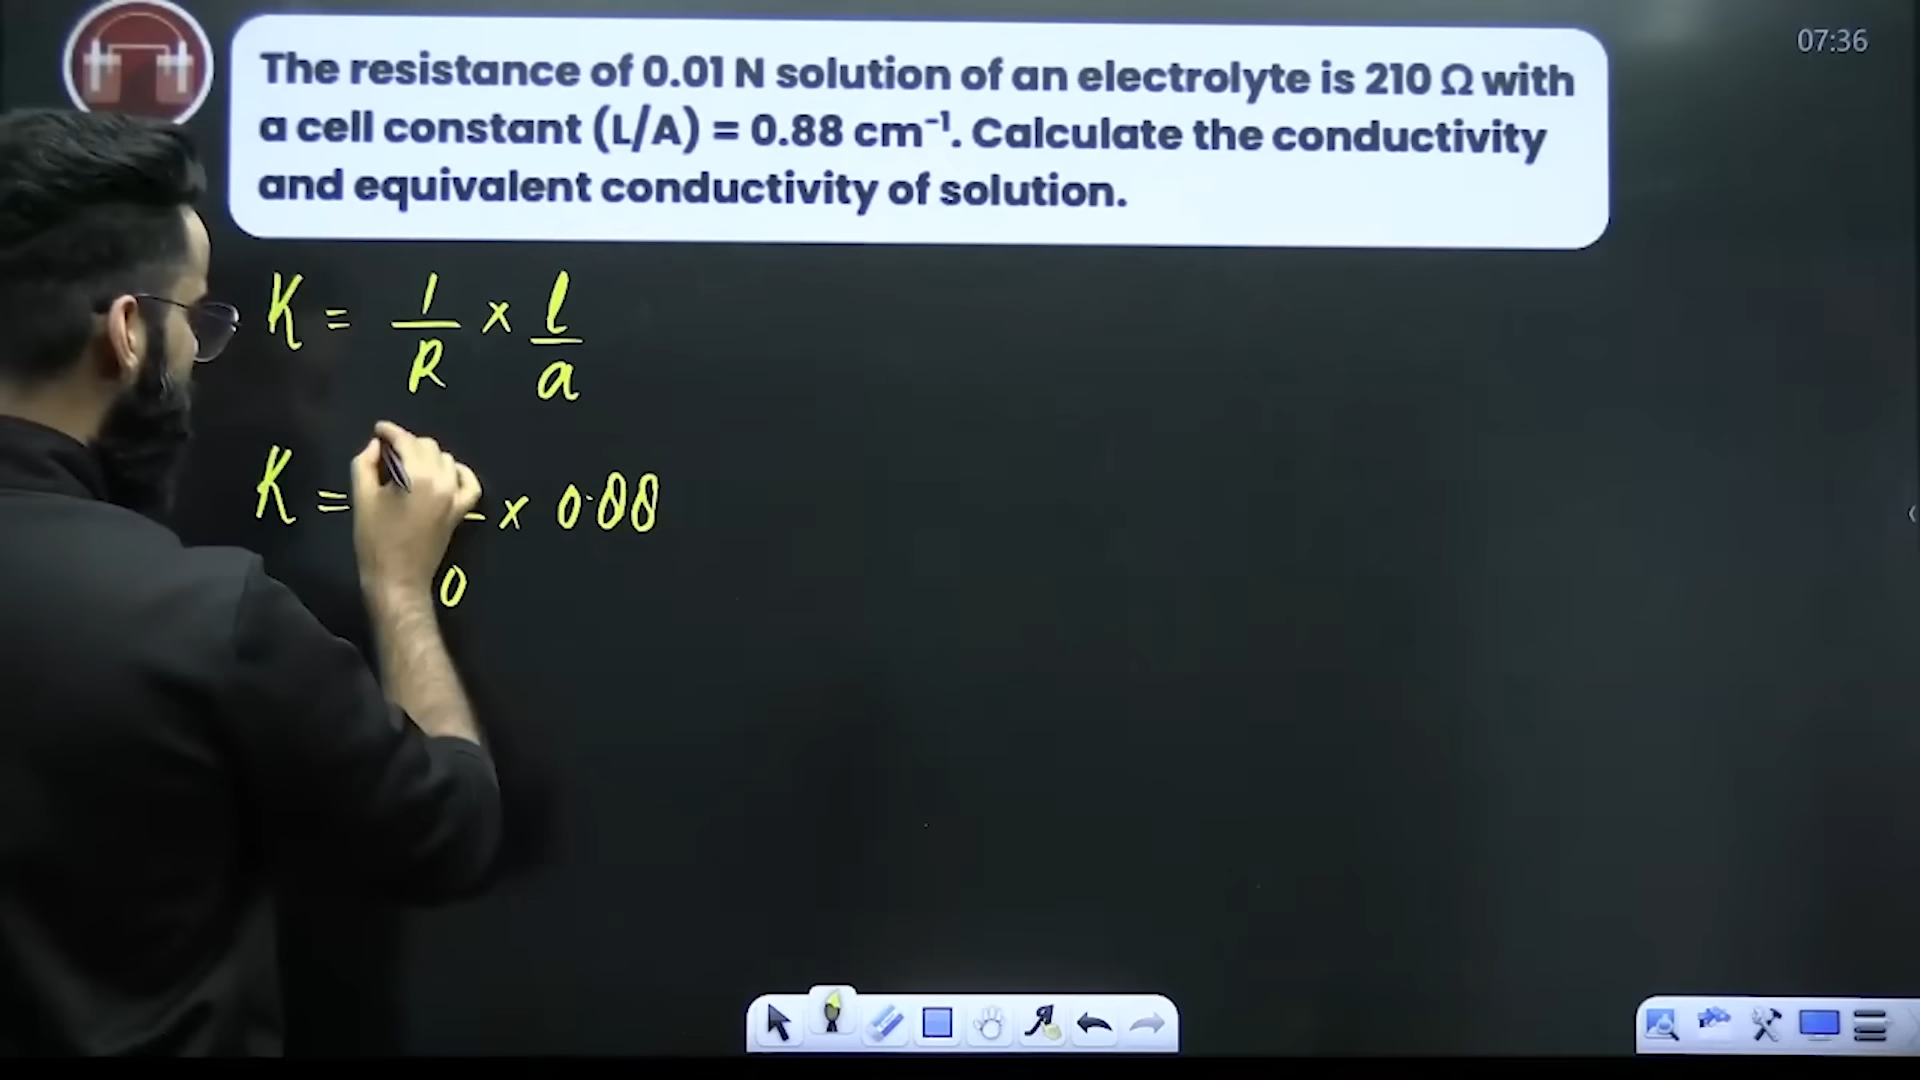 07:36
The resistance of 0.01 N solution of an electrolyte is 210 Ω with
a cell constant (L/A) = 0.88 cm⁻¹. Calculate the conductivity
and equivalent conductivity of solution.
K = 1/R × l/a
K = × 0.88
0